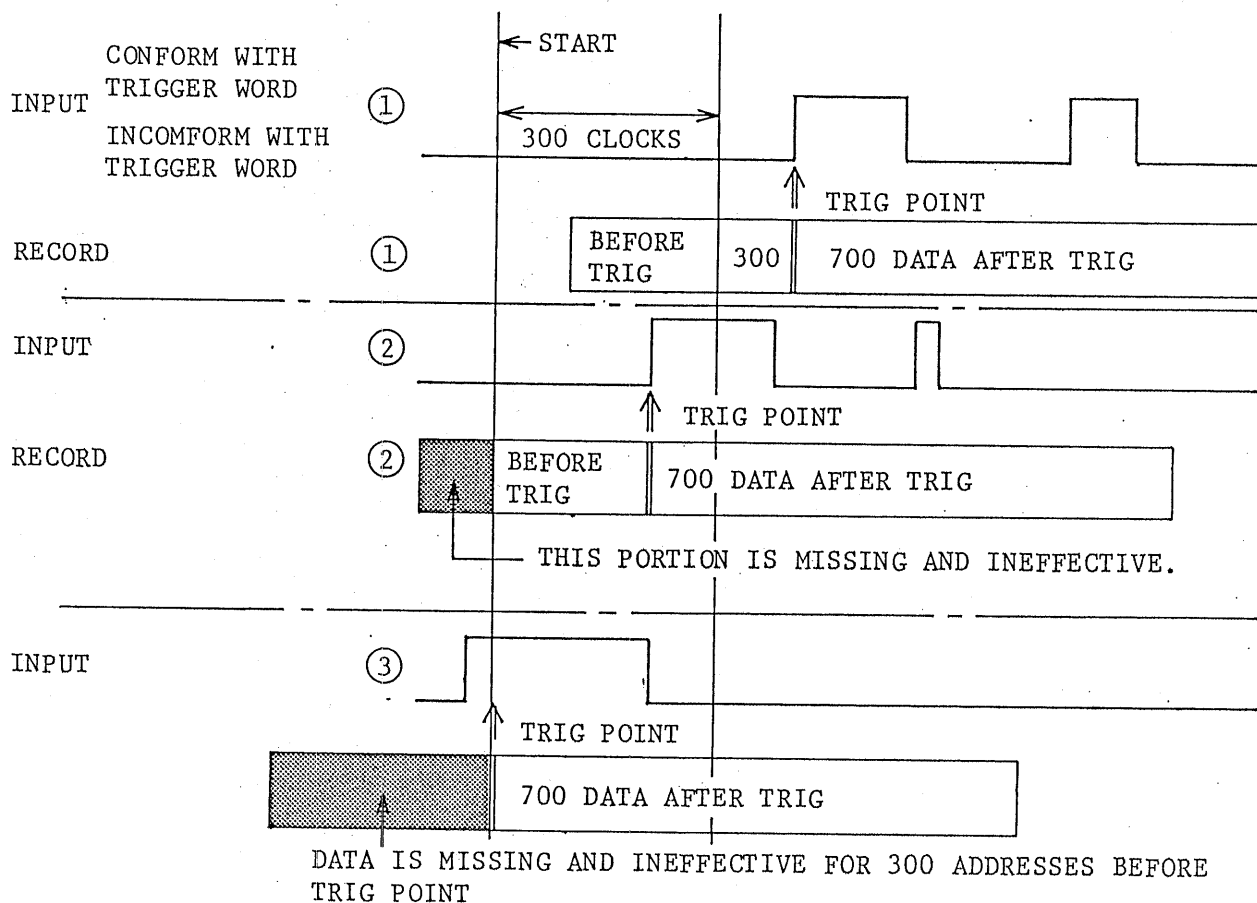 START
CONFORM WITH
TRIGGER WORD
INPUT ①
300 CLOCKS
INCOMFORM WITH
TRIGGER WORD
TRIG POINT
RECORD ①
BEFORE
TRIG
300
700 DATA AFTER TRIG
INPUT ②
TRIG POINT
RECORD ②
BEFORE
TRIG
700 DATA AFTER TRIG
THIS PORTION IS MISSING AND INEFFECTIVE.
INPUT ③
TRIG POINT
700 DATA AFTER TRIG
DATA IS MISSING AND INEFFECTIVE FOR 300 ADDRESSES BEFORE
TRIG POINT